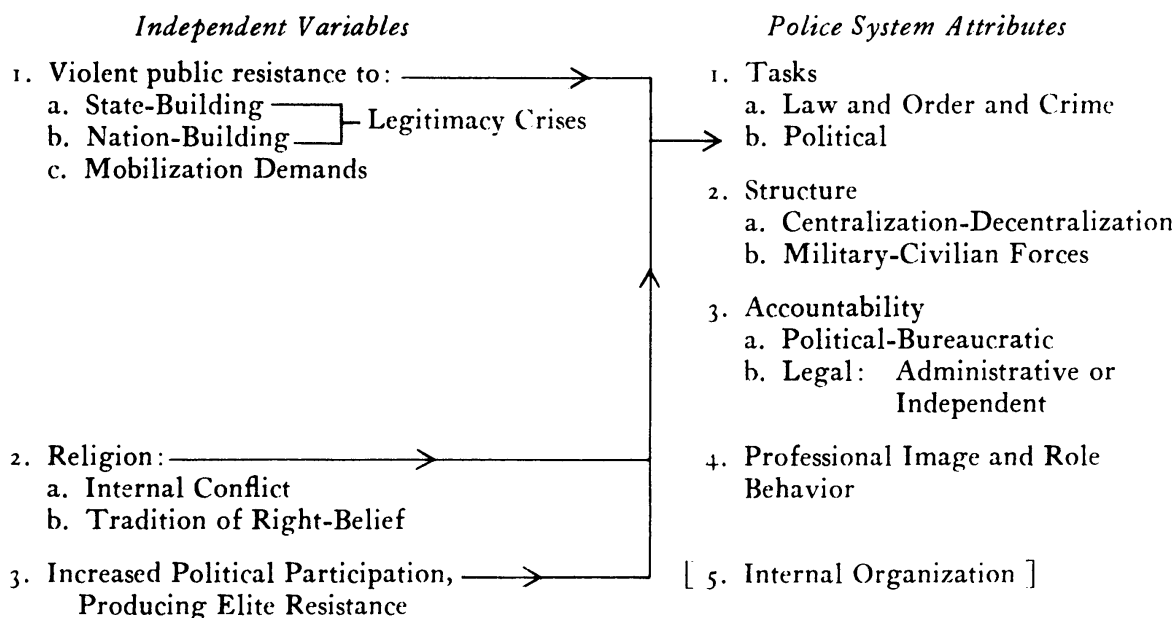 Independent Variables
1. Violent public resistance to:
a. State-Building
b. Nation-Building
Legitimacy Crises
c. Mobilization Demands
2. Religion:
a. Internal Conflict
b. Tradition of Right-Belief
3. Increased Political Participation,
Producing Elite Resistance
Police System Attributes
1. Tasks
a. Law and Order and Crime
b. Political
2. Structure
a. Centralization-Decentralization
b. Military-Civilian Forces
3. Accountability
a. Political-Bureaucratic
b. Legal: Administrative or
Independent
4. Professional Image and Role
Behavior
[ 5. Internal Organization ]